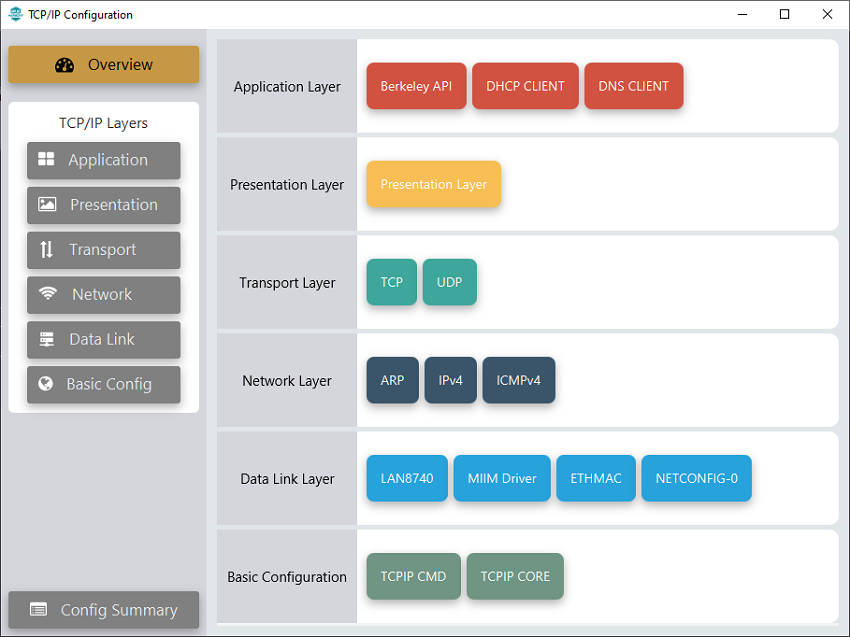 TCP/IP Configuration
Overview
TCP/IP Layers
Application
Presentation
Transport
Network
Data Link
Basic Config
Config Summary
Application Layer
Berkeley API DHCP CLIENT DNS CLIENT
Presentation Layer
Presentation Layer
Transport Layer
TCP UDP
Network Layer
ARP IPv4 ICMPv4
Data Link Layer
LAN8740 MIIM Driver ETHMAC NETCONFIG-0
Basic Configuration
TCPIP CMD TCPIP CORE